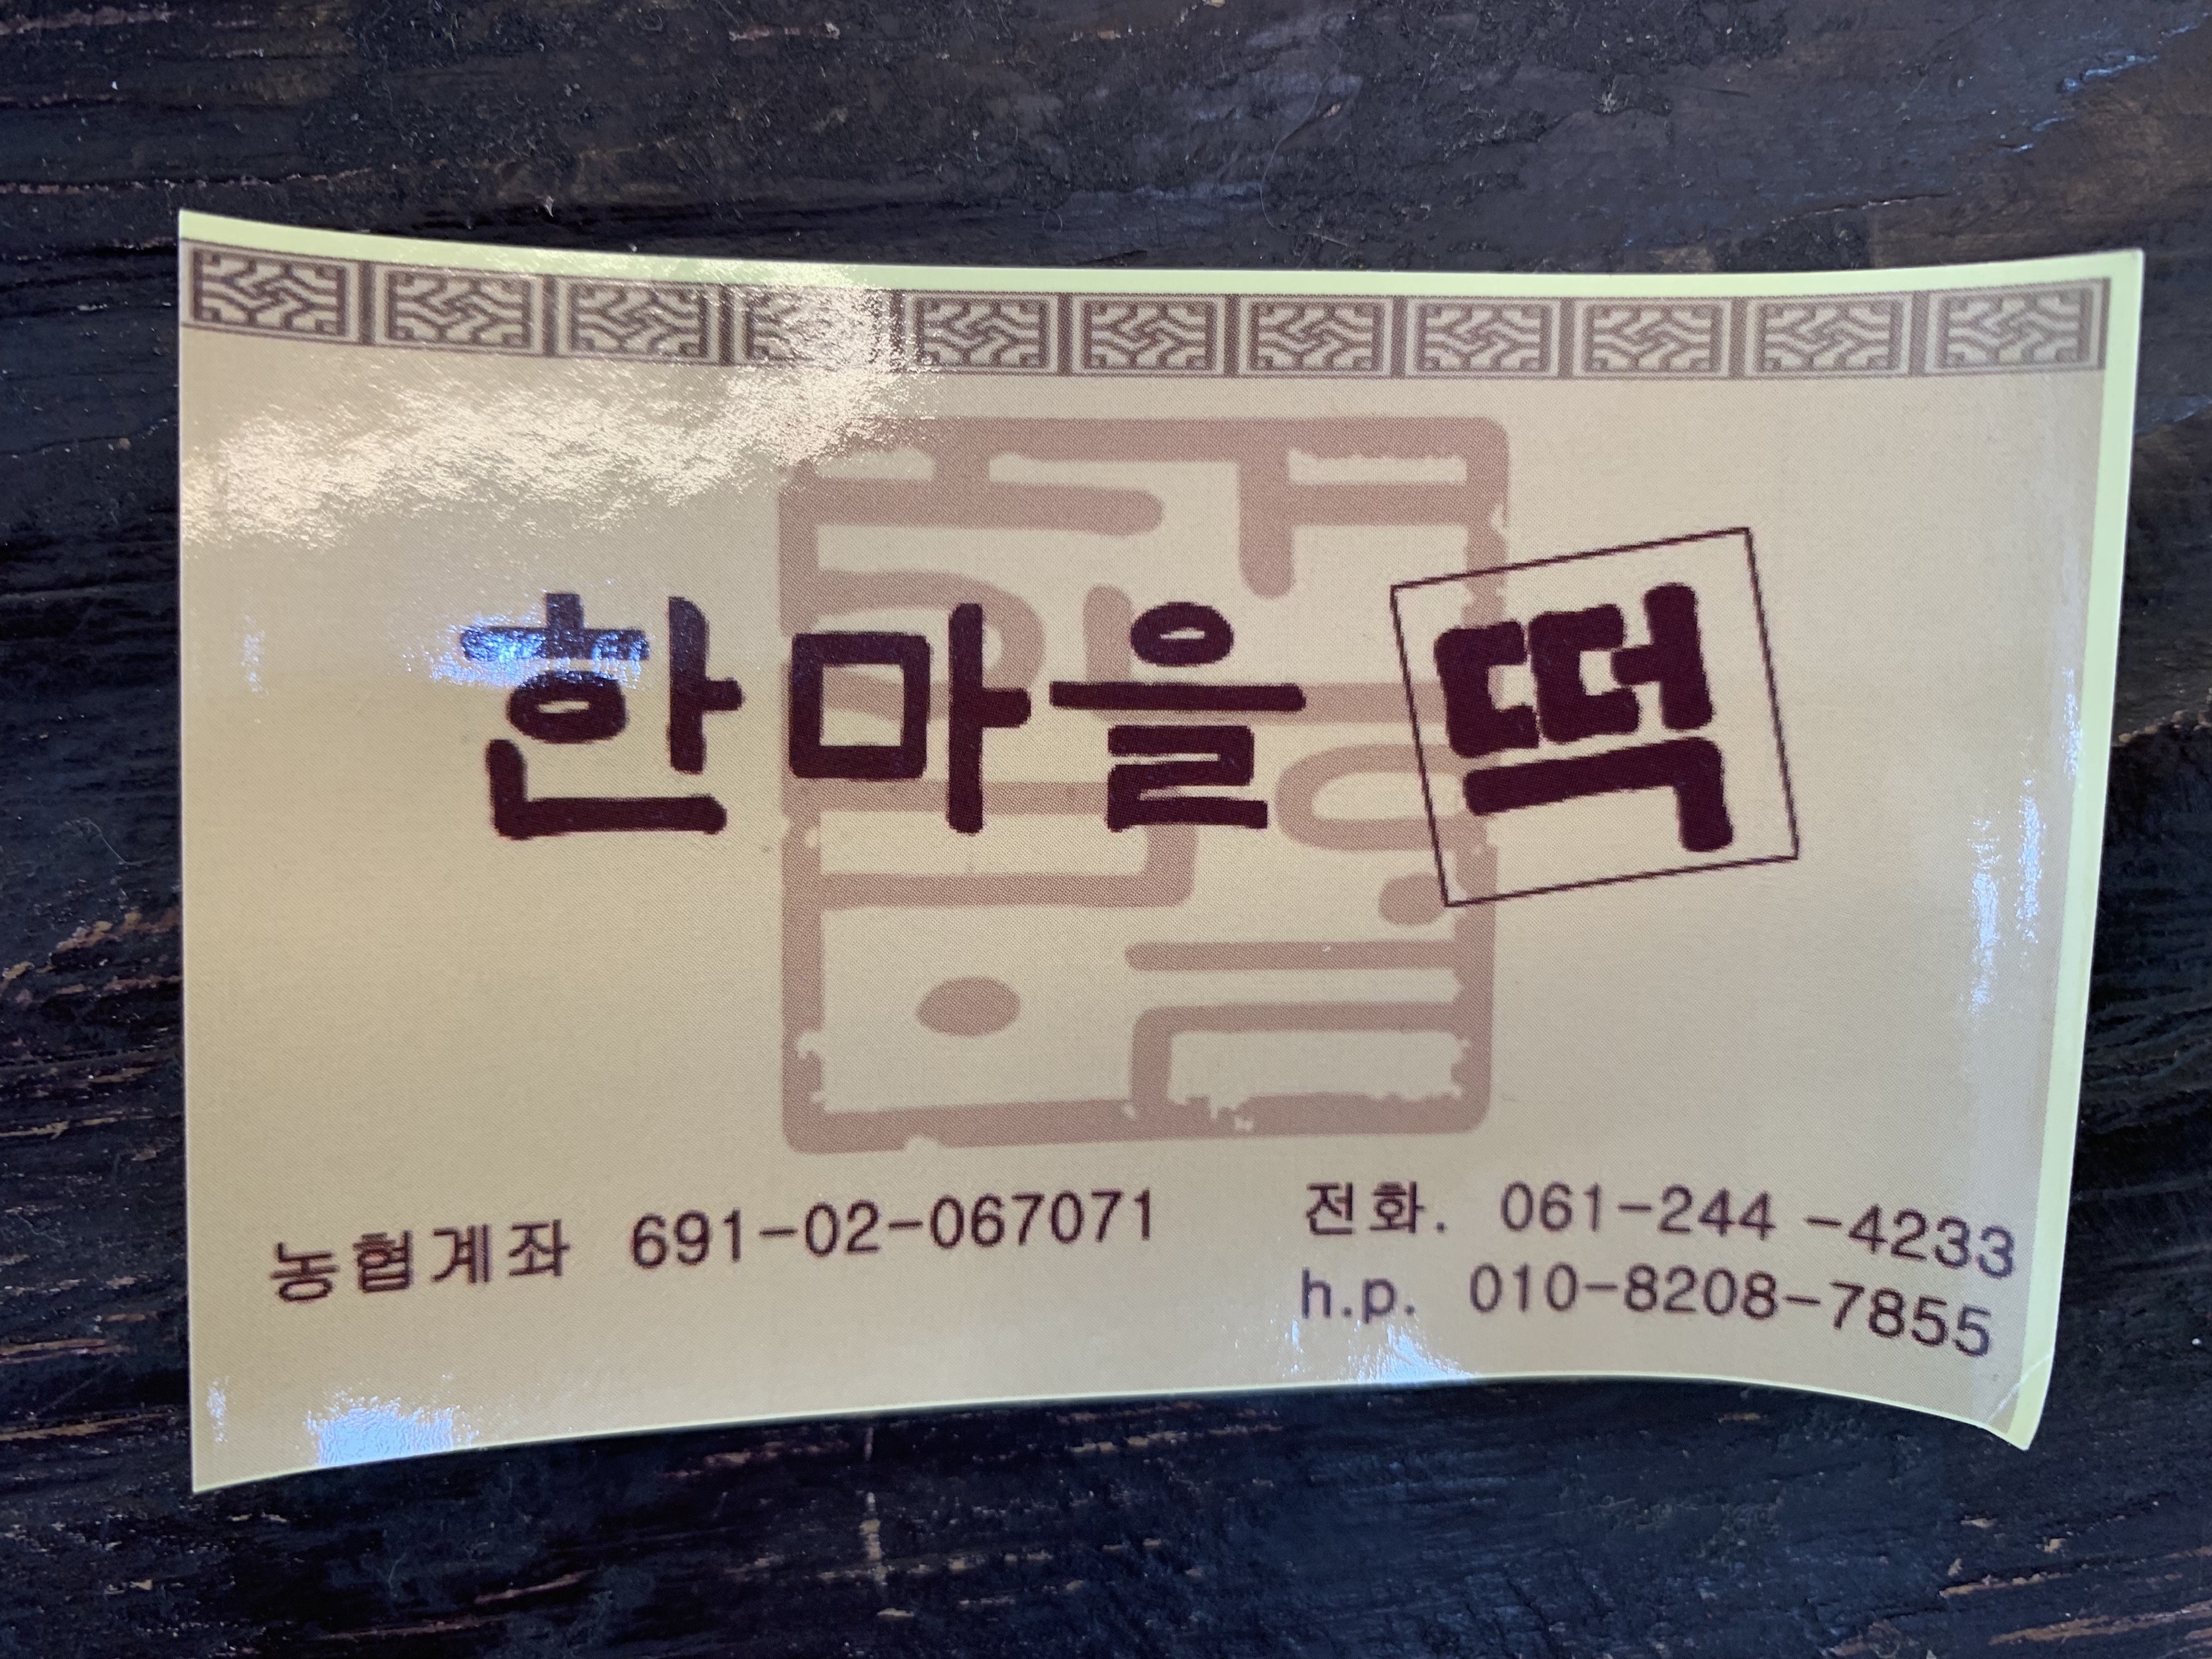 한마을 떡
농협계좌 691-02-067071
전화. 061-244 -4233
h.p. 010-8208-7855